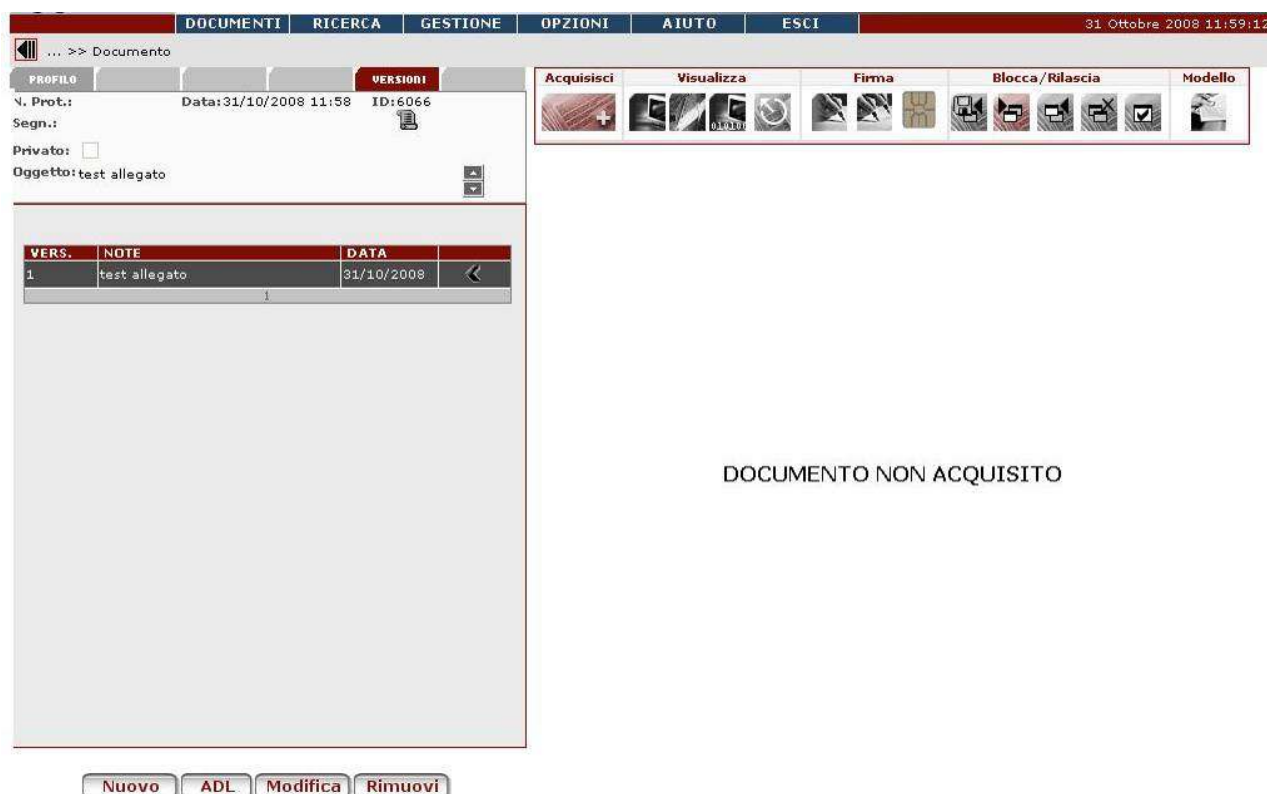 DOCUMENTI RICERCA GESTIONE OPZIONI AIUTO ESCI 31 Ottobre 2008 11:59:12
... >> Documento
PROFILO VERSIONI
N. Prot.: Data:31/10/2008 11:58 ID:6066
Segn.:
Privato:
Oggetto: test allegato
Acquisisci Visualizza Firma Blocca/Rilascia Modello
010101
VERS. NOTE DATA
1 test allegato 31/10/2008
1
DOCUMENTO NON ACQUISITO
Nuovo ADL Modifica Rimuovi